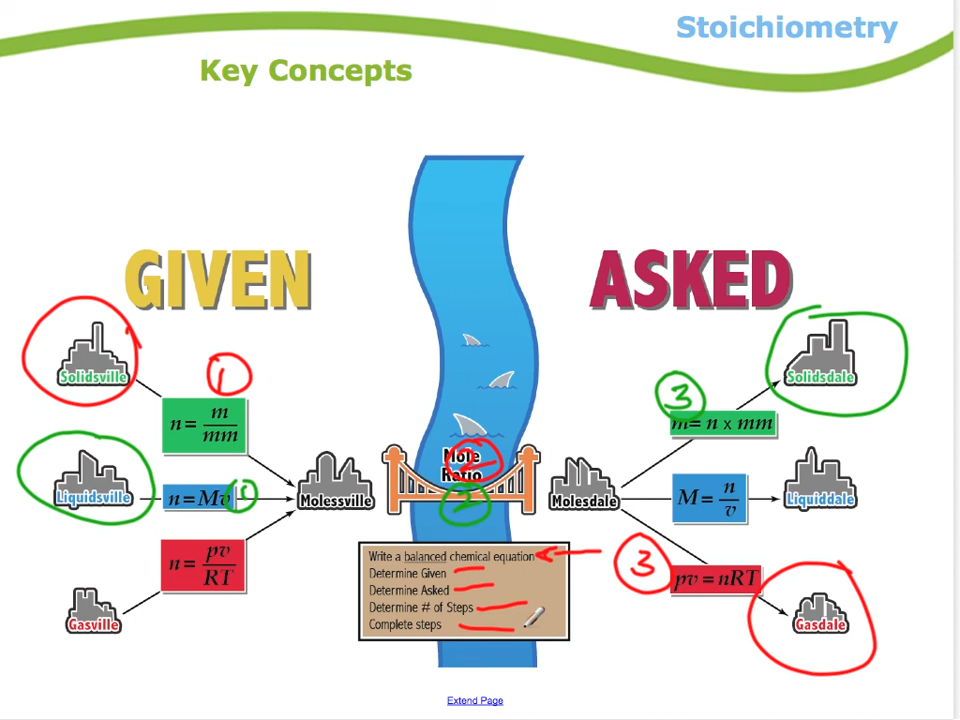 Stoichiometry
Key Concepts
GIVEN
ASKED
Solidsville
1
n = m/mm
Liquidsville
n = Mv
1
Gasville
n = pv/RT
Molessville
Mole
Ratio
2
2
Molesdale
3
m = n x mm
Solidsdale
M = n/v
Liquiddale
3
pv = nRT
Gasdale
Write a balanced chemical equation
Determine Given
Determine Asked
Determine # of Steps
Complete steps
Extend Page